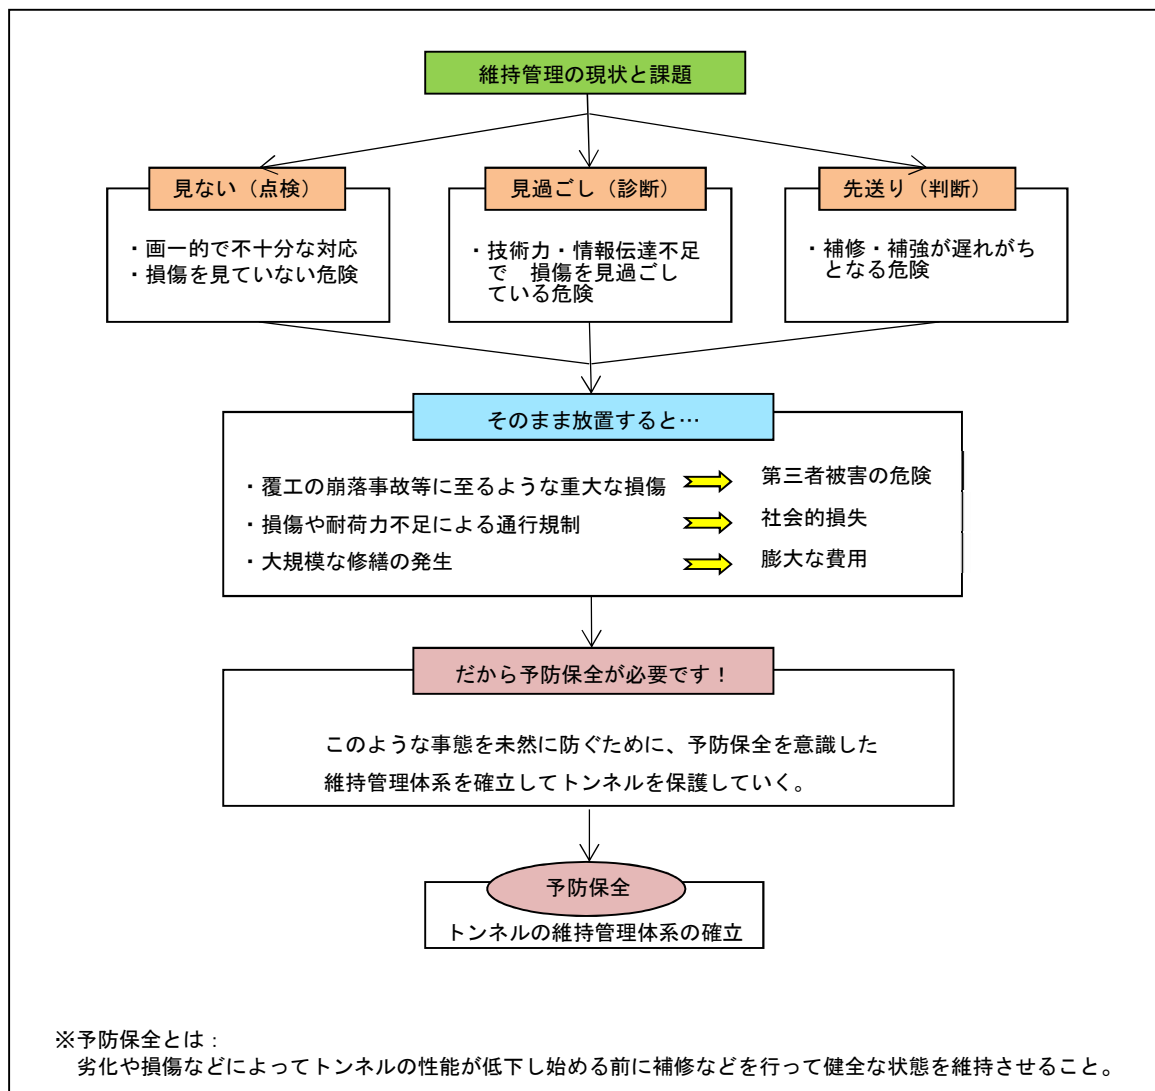 維持管理の現状と課題
見ない（点検）
・画一的で不十分な対応
・損傷を見ていない危険
見過ごし（診断）
・技術力・情報伝達不足
で　損傷を見過ごし
ている危険
先送り（判断）
・補修・補強が遅れがち
となる危険
そのまま放置すると…
・覆工の崩落事故等に至るような重大な損傷
第三者被害の危険
・損傷や耐荷力不足による通行規制
社会的損失
・大規模な修繕の発生
膨大な費用
だから予防保全が必要です！
このような事態を未然に防ぐために、予防保全を意識した
維持管理体系を確立してトンネルを保護していく。
予防保全
トンネルの維持管理体系の確立
※予防保全とは：
劣化や損傷などによってトンネルの性能が低下し始める前に補修などを行って健全な状態を維持させること。